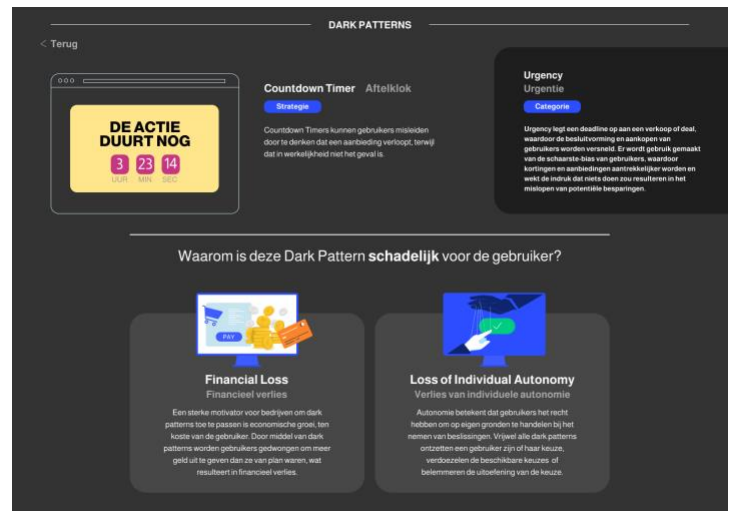 DARK PATTERNS
< Terug
DE ACTIE
DUURT NOG
3 23 14
UUR MIN SEC
Countdown Timer Aftelklok
Strategie
Countdown Timers kunnen gebruikers misleiden
door te denken dat een aanbieding verloopt, terwijl
dat in werkelijkheid niet het geval is.
Urgency
Urgentie
Categorie
Urgency legt een deadline op aan een verkoop of deal,
waardoor de besluitvorming en aankopen van
gebruikers worden versneld. Er wordt gebruik gemaakt
van de schaarste-bias van gebruikers, waardoor
kortingen en aanbiedingen aantrekkelijker worden en
wekt de indruk dat niets doen zou resulteren in het
mislopen van potentiële besparingen.
Waarom is deze Dark Pattern schadelijk voor de gebruiker?
PAY
Financial Loss
Financieel verlies
Een sterke motivator voor bedrijven om dark
patterns toe te passen is economische groei, ten
koste van de gebruiker. Door middel van dark
patterns worden gebruikers gedwongen om meer
geld uit te geven dan ze van plan waren, wat
resulteert in financieel verlies.
Loss of Individual Autonomy
Verlies van individuele autonomie
Autonomie betekent dat gebruikers het recht
hebben om op eigen gronden te handelen bij het
nemen van beslissingen. Vrijwel alle dark patterns
ontzetten een gebruiker zijn of haar keuze,
verdoezelen de beschikbare keuzes of
belemmeren de uitoefening van de keuze.